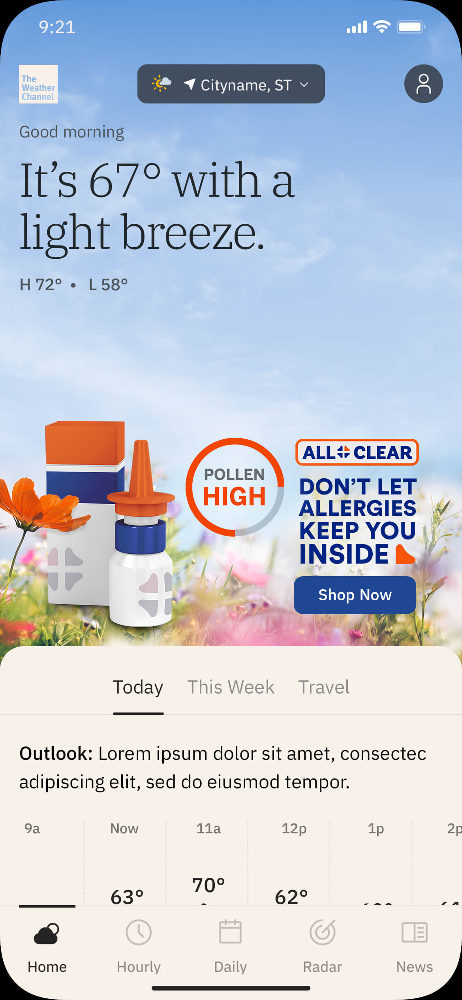 9:21
The
Weather
Channel
Cityname, ST
Good morning
It's 67° with a
light breeze.
H 72° • L 58°
POLLEN
HIGH
ALL CLEAR
DON'T LET
ALLERGIES
KEEP YOU
INSIDE
Shop Now
Today This Week Travel
Outlook: Lorem ipsum dolor sit amet, consectec
adipiscing elit, sed do eiusmod tempor.
9a Now 11a 12p 1p 2p
63° 70° 62°
Home Hourly Daily Radar News